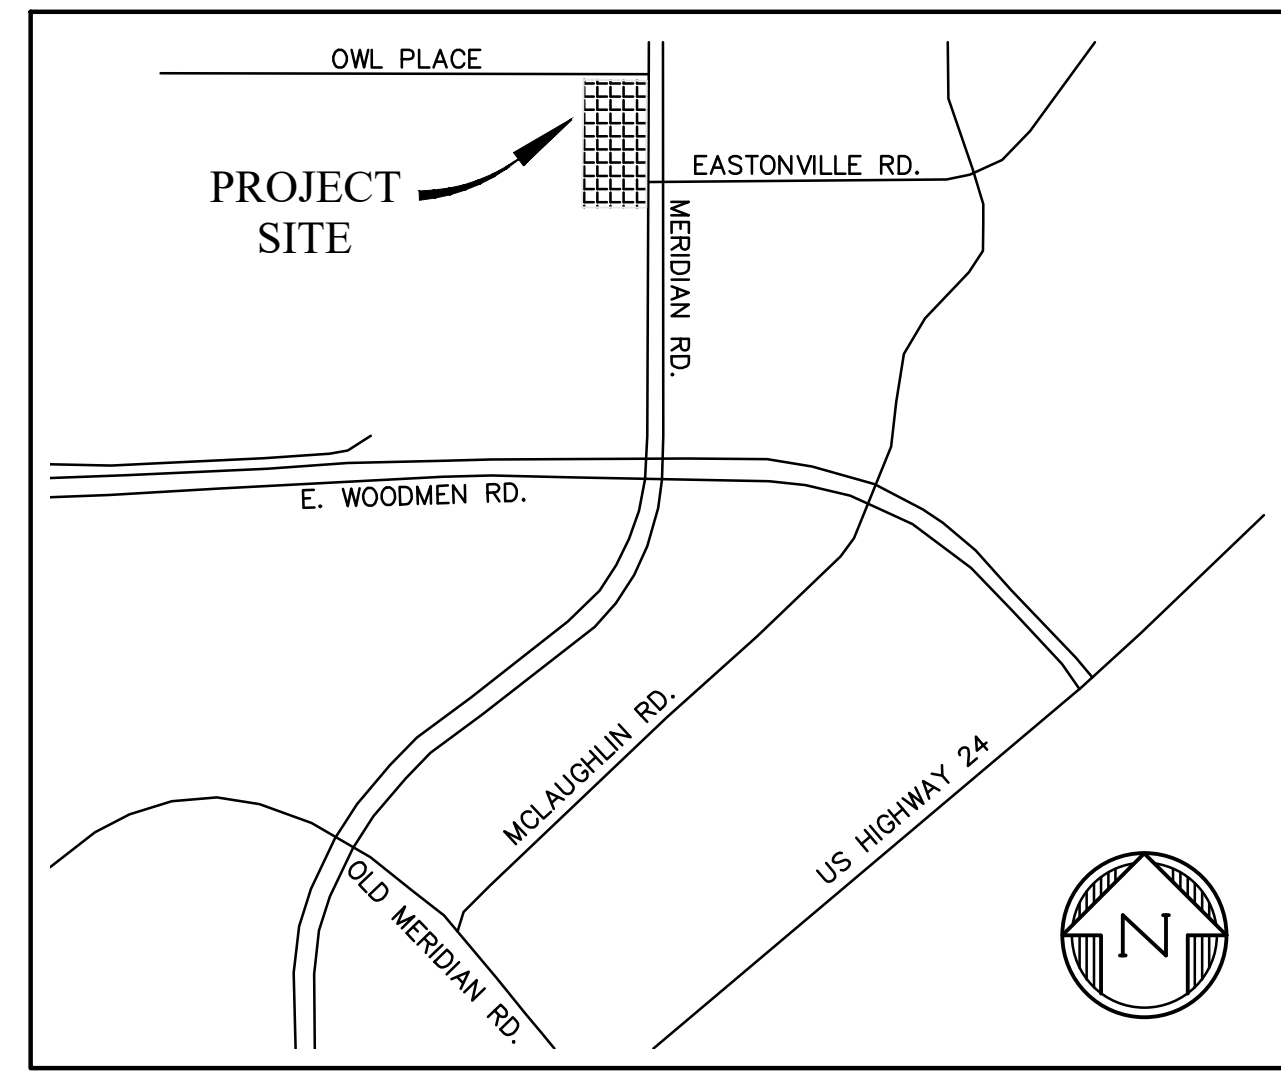 OWL PLACE
PROJECT
SITE
EASTONVILLE RD.
MERIDIAN RD.
E. WOODMEN RD.
MCLAUGHLIN RD.
US HIGHWAY 24
OLD MERIDIAN RD.
N